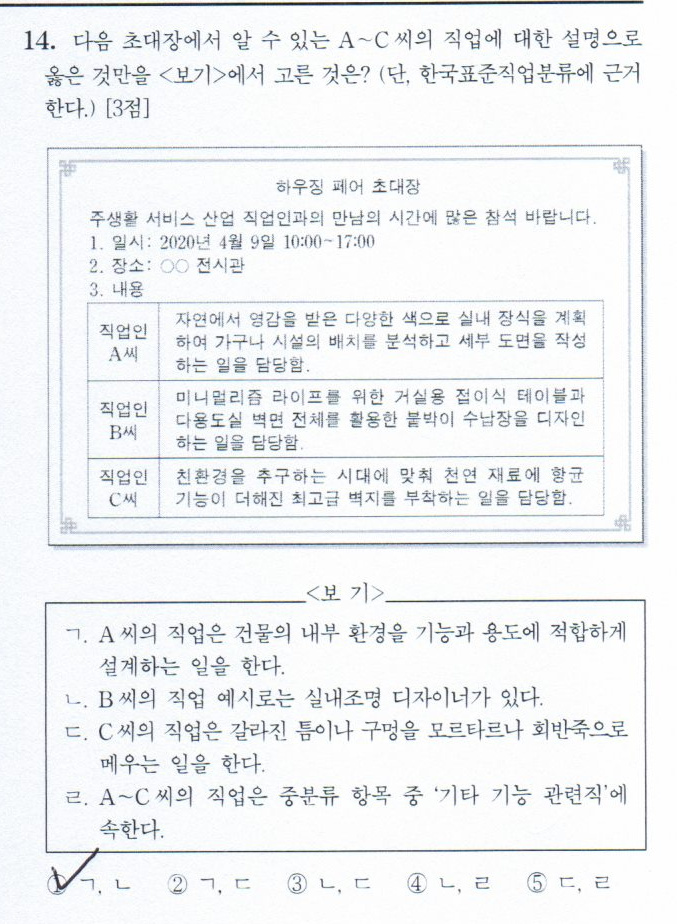 14. 다음 초대장에서 알 수 있는 A~C 씨의 직업에 대한 설명으로
옳은 것만을 <보기>에서 고른 것은? (단, 한국표준직업분류에 근거
한다.) [3점]
하우징 페어 초대장
주생활 서비스 산업 직업인과의 만남의 시간에 많은 참석 바랍니다.
1. 일시: 2020년 4월 9일 10:00~17:00
2. 장소: ○○ 전시관
3. 내용
직업인
A씨
자연에서 영감을 받은 다양한 색으로 실내 장식을 계획
하여 가구나 시설의 배치를 분석하고 세부 도면을 작성
하는 일을 담당함.
직업인
B씨
미니멀리즘 라이프를 위한 거실용 접이식 테이블과
다용도실 벽면 전체를 활용한 붙박이 수납장을 디자인
하는 일을 담당함.
직업인
C씨
친환경을 추구하는 시대에 맞춰 천연 재료에 항균
기능이 더해진 최고급 벽지를 부착하는 일을 담당함.
<보 기>
ㄱ. A 씨의 직업은 건물의 내부 환경을 기능과 용도에 적합하게
설계하는 일을 한다.
ㄴ. B 씨의 직업 예시로는 실내조명 디자이너가 있다.
ㄷ. C 씨의 직업은 갈라진 틈이나 구멍을 모르타르나 회반죽으로
메우는 일을 한다.
ㄹ. A~C 씨의 직업은 중분류 항목 중 '기타 기능 관련직'에
속한다.
① ㄱ, ㄴ ② ㄱ, ㄷ ③ ㄴ, ㄷ ④ ㄴ, ㄹ ⑤ ㄷ, ㄹ